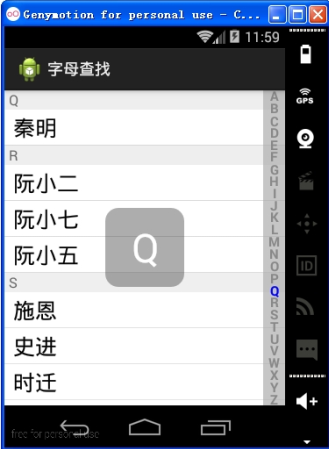 Genymotion for personal use - C...
11:59
字母查找
Q
秦明
R
阮小二
阮小七
阮小五
S
施恩
史进
时迁
Q
A
B
C
D
E
F
G
H
I
J
K
L
M
N
O
P
Q
R
S
T
U
V
W
X
Y
Z
GPS
ID
free for personal use